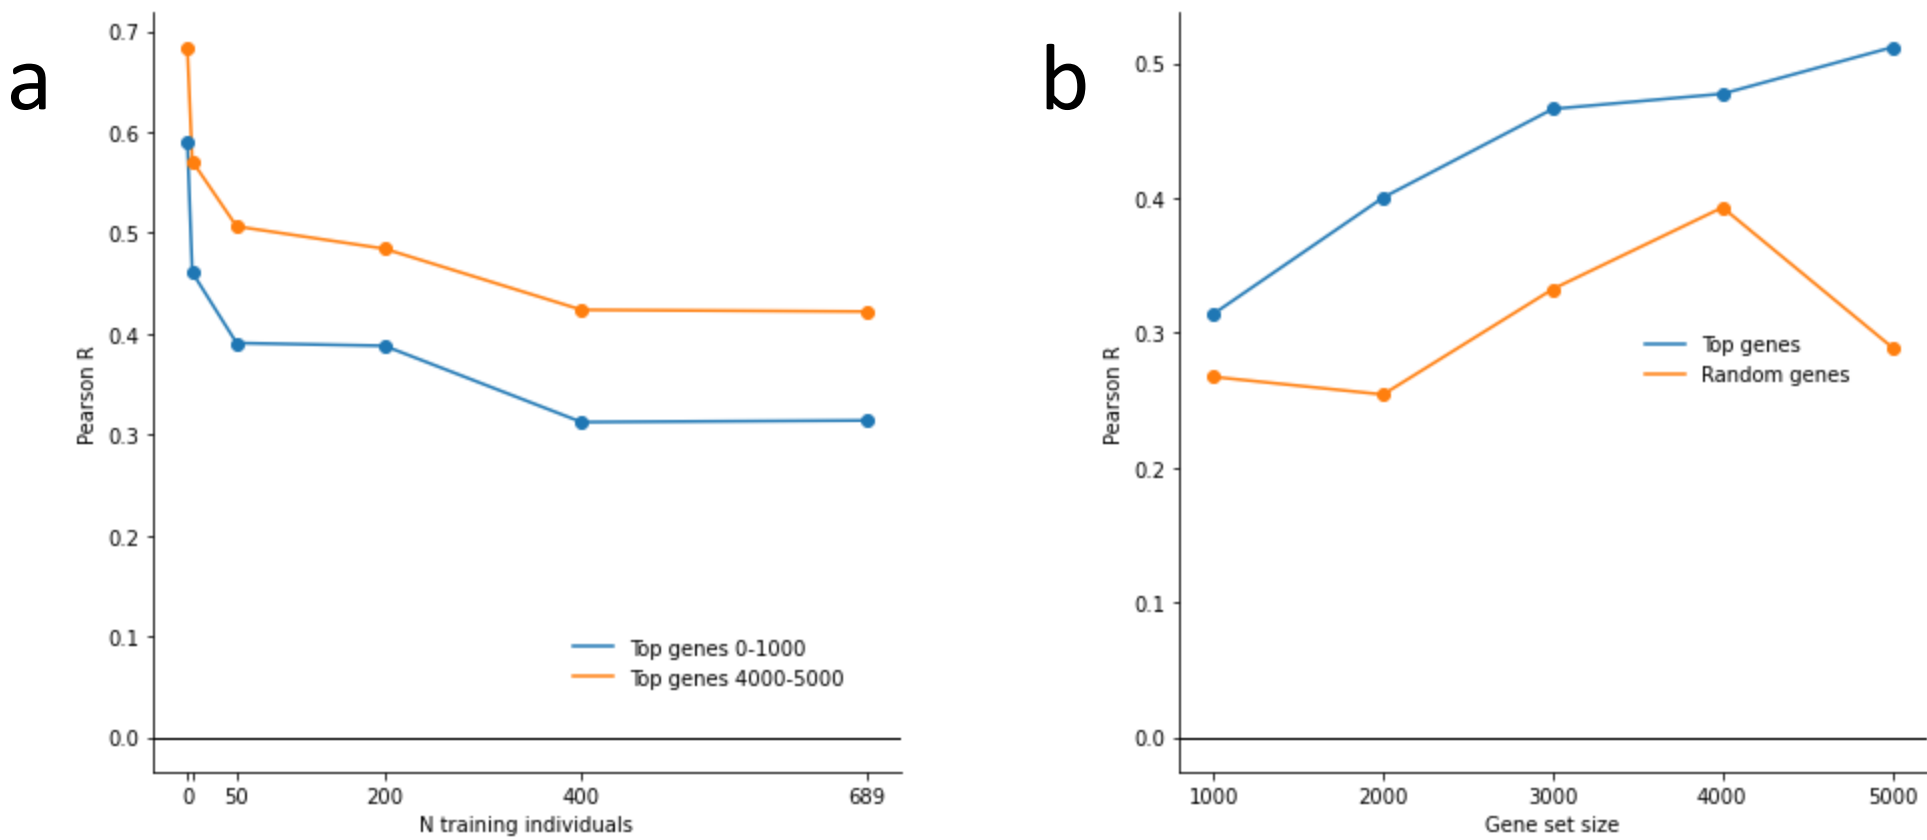 a
0.7
0.6
0.5
0.4
0.3
0.2
0.1
0.0
Pearson R
Top genes 0-1000
Top genes 4000-5000
0 50 200 400 689
N training individuals
b
0.5
0.4
0.3
0.2
0.1
0.0
Pearson R
Top genes
Random genes
1000 2000 3000 4000 5000
Gene set size